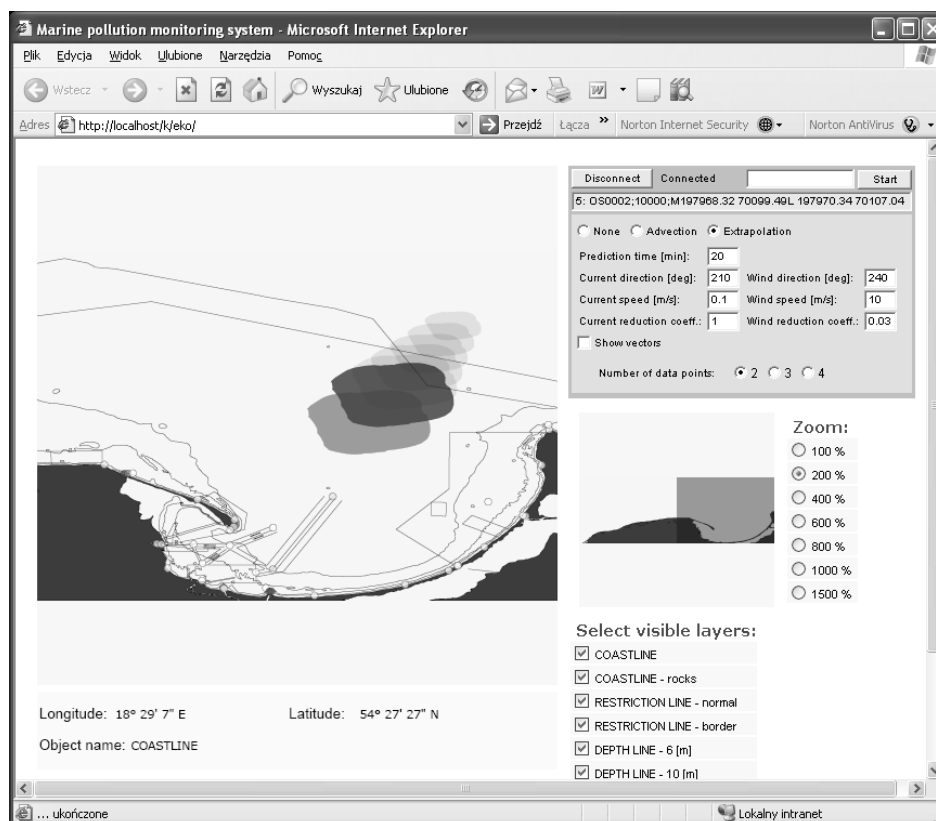 Marine pollution monitoring system - Microsoft Internet Explorer
Plik Edycja Widok Ulubione Narzędzia Pomoc
Wstecz Wyszukaj Ulubione
Adres http://localhost/k/eko/ Przejdź Łącza » Norton Internet Security Norton AntiVirus
Disconnect Connected Start
5: OS0002;10000;M197968.32 70099.49L 197970.34 70107.04
None Advection Extrapolation
Prediction time [min]: 20
Current direction [deg]: 210 Wind direction [deg]: 240
Current speed [m/s]: 0.1 Wind speed [m/s]: 10
Current reduction coeff.: 1 Wind reduction coeff.: 0.03
Show vectors
Number of data points: 2 3 4
Zoom:
100 %
200 %
400 %
600 %
800 %
1000 %
1500 %
Select visible layers:
COASTLINE
COASTLINE - rocks
RESTRICTION LINE - normal
RESTRICTION LINE - border
DEPTH LINE - 6 [m]
DEPTH LINE - 10 [m]
Longitude: 18º 29' 7" E Latitude: 54º 27' 27" N
Object name: COASTLINE
... ukończone Lokalny intranet